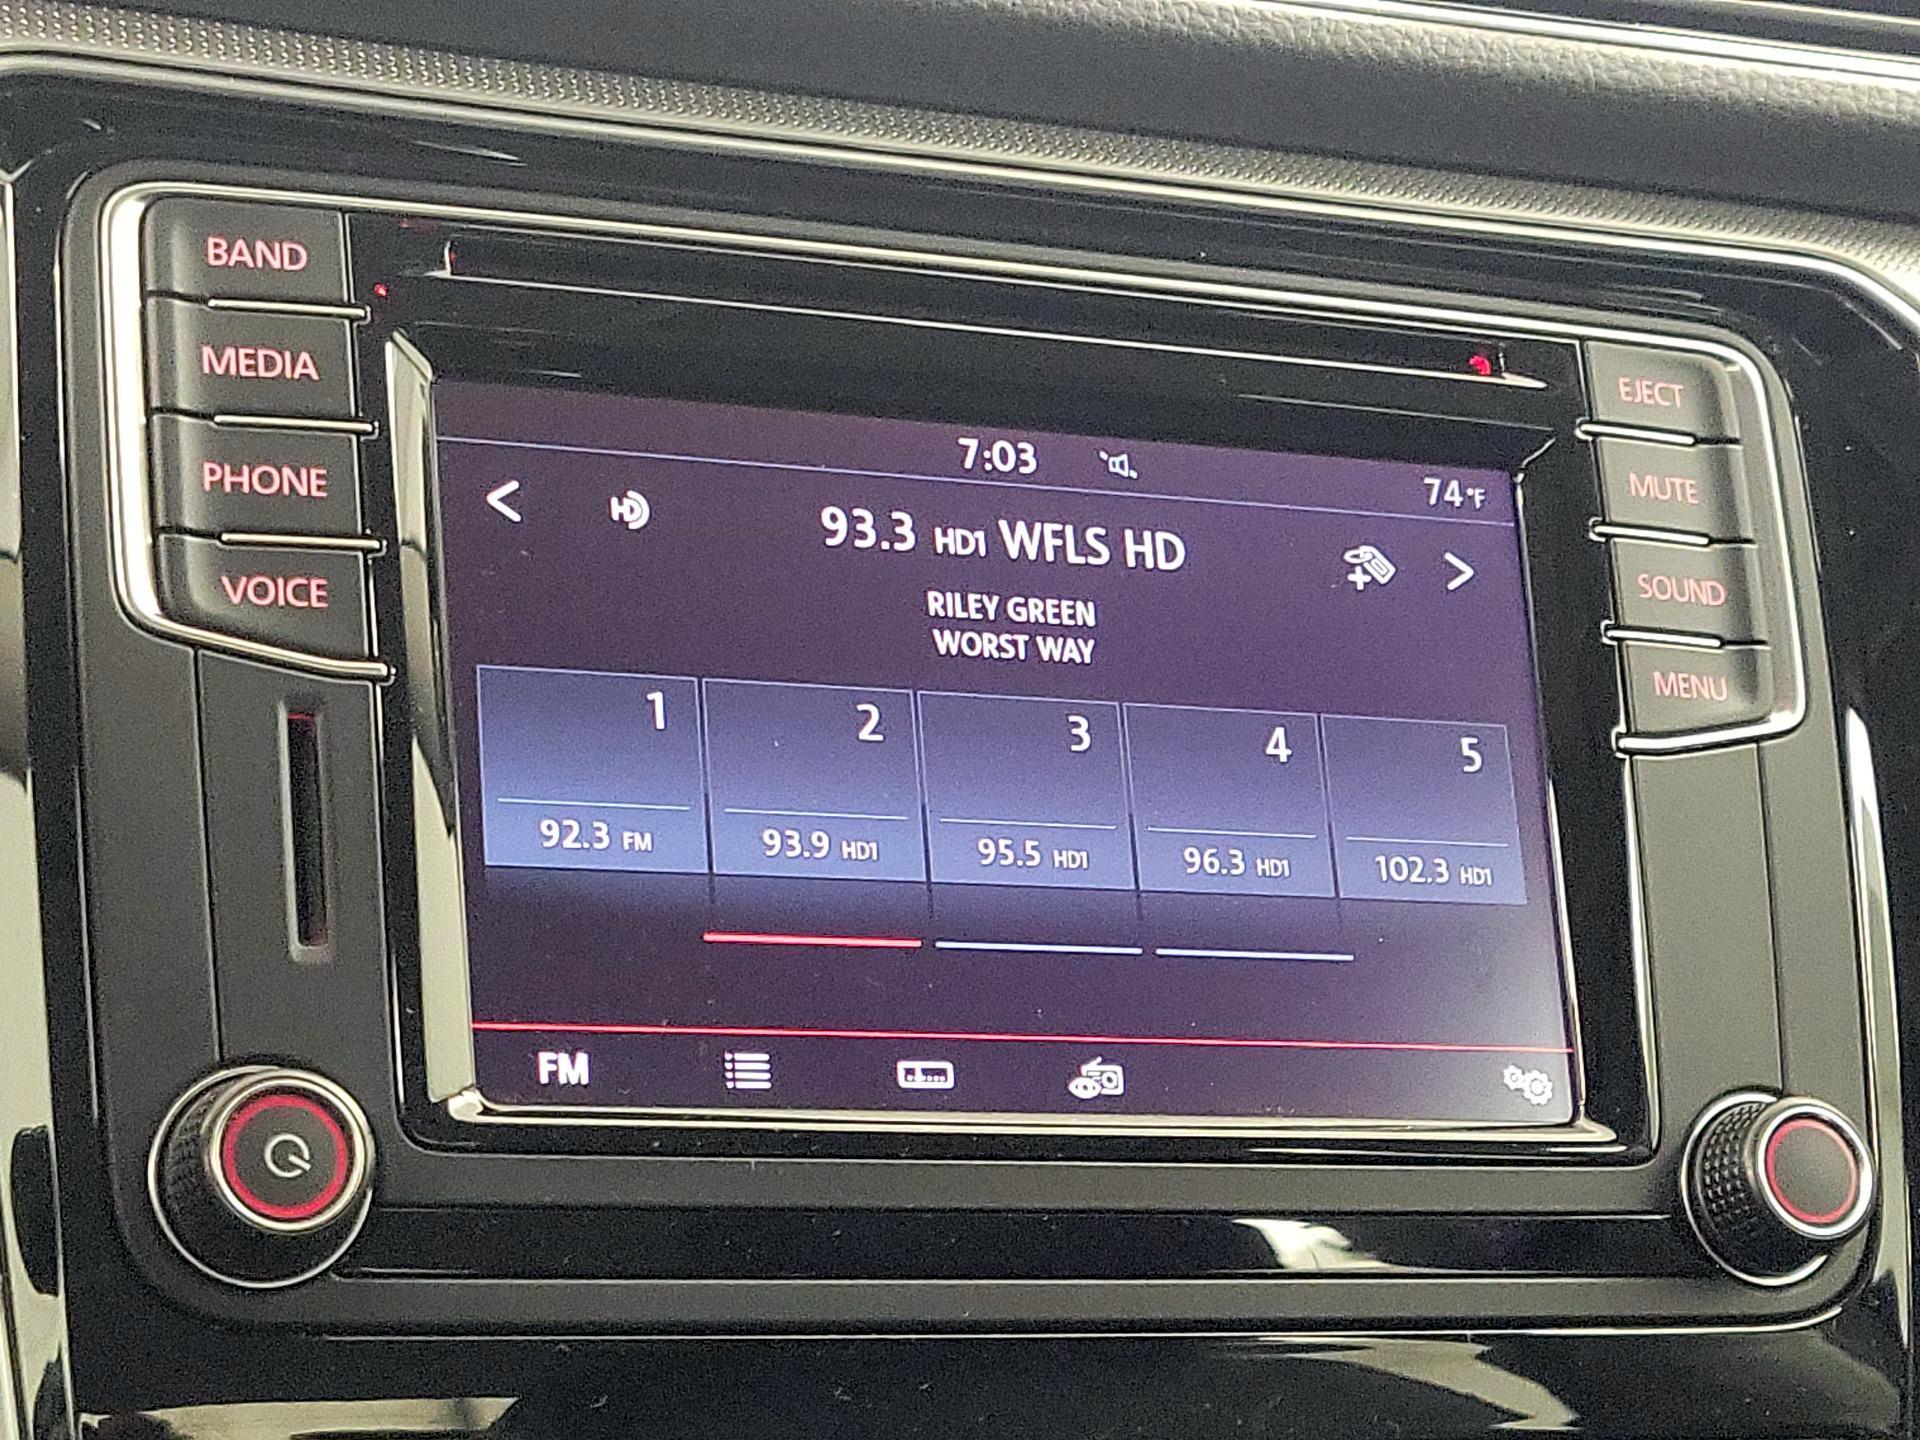 BAND
MEDIA
PHONE
VOICE
EJECT
MUTE
SOUND
MENU
7:03
74°F
HD
93.3 HD1 WFLS HD
RILEY GREEN
WORST WAY
1 2 3 4 5
92.3 FM 93.9 HD1 95.5 HD1 96.3 HD1 102.3 HD1
FM